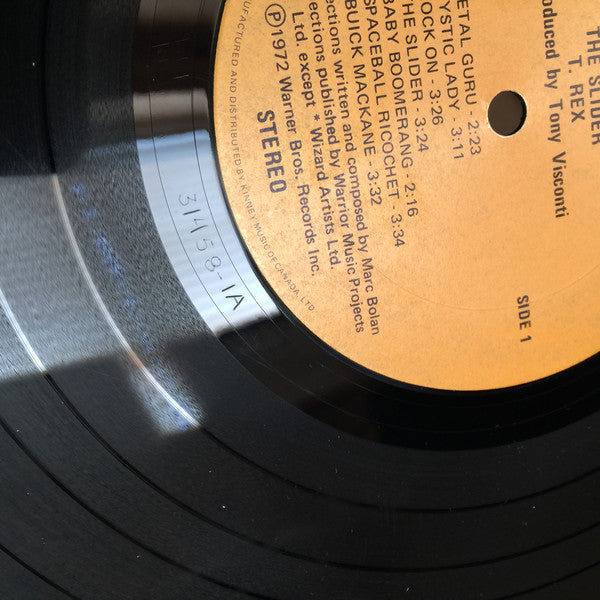 THE SLIDER
T. REX
oduced by Tony Visconti
SIDE 1
ETAL GURU - 2:23
YSTIC LADY - 3:11
OCK ON - 3:26
THE SLIDER - 3:24
BABY BOOMERANG - 2:16
SPACEBALL RICOCHET - 3:34
BUICK MACKANE - 3:32
ections written and composed by Marc Bolan
ections published by Warrior Music Projects
Ltd. except * Wizard Artists Ltd.
Ⓟ1972 Warner Bros. Records Inc.
STEREO
UFACTURED AND DISTRIBUTED BY KINNEY MUSIC OF CANADA, LTD.
31458-1A